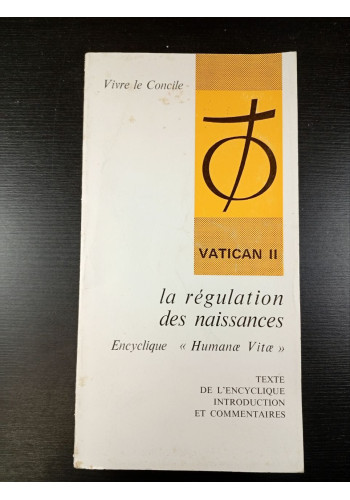 Vivre le Concile
VATICAN II
la régulation
des naissances
Encyclique « Humanæ Vitæ »
TEXTE
DE L'ENCYCLIQUE
INTRODUCTION
ET COMMENTAIRES